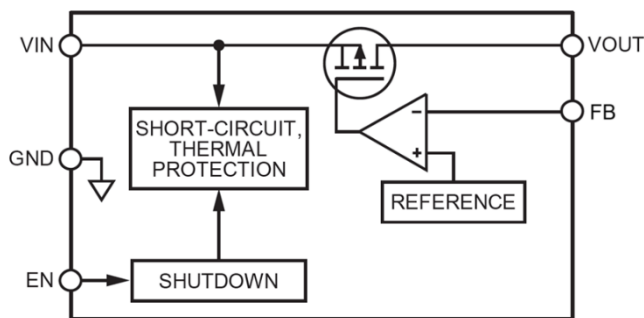 VIN
VOUT
FB
SHORT-CIRCUIT,
THERMAL
PROTECTION
GND
-
+
REFERENCE
EN
SHUTDOWN